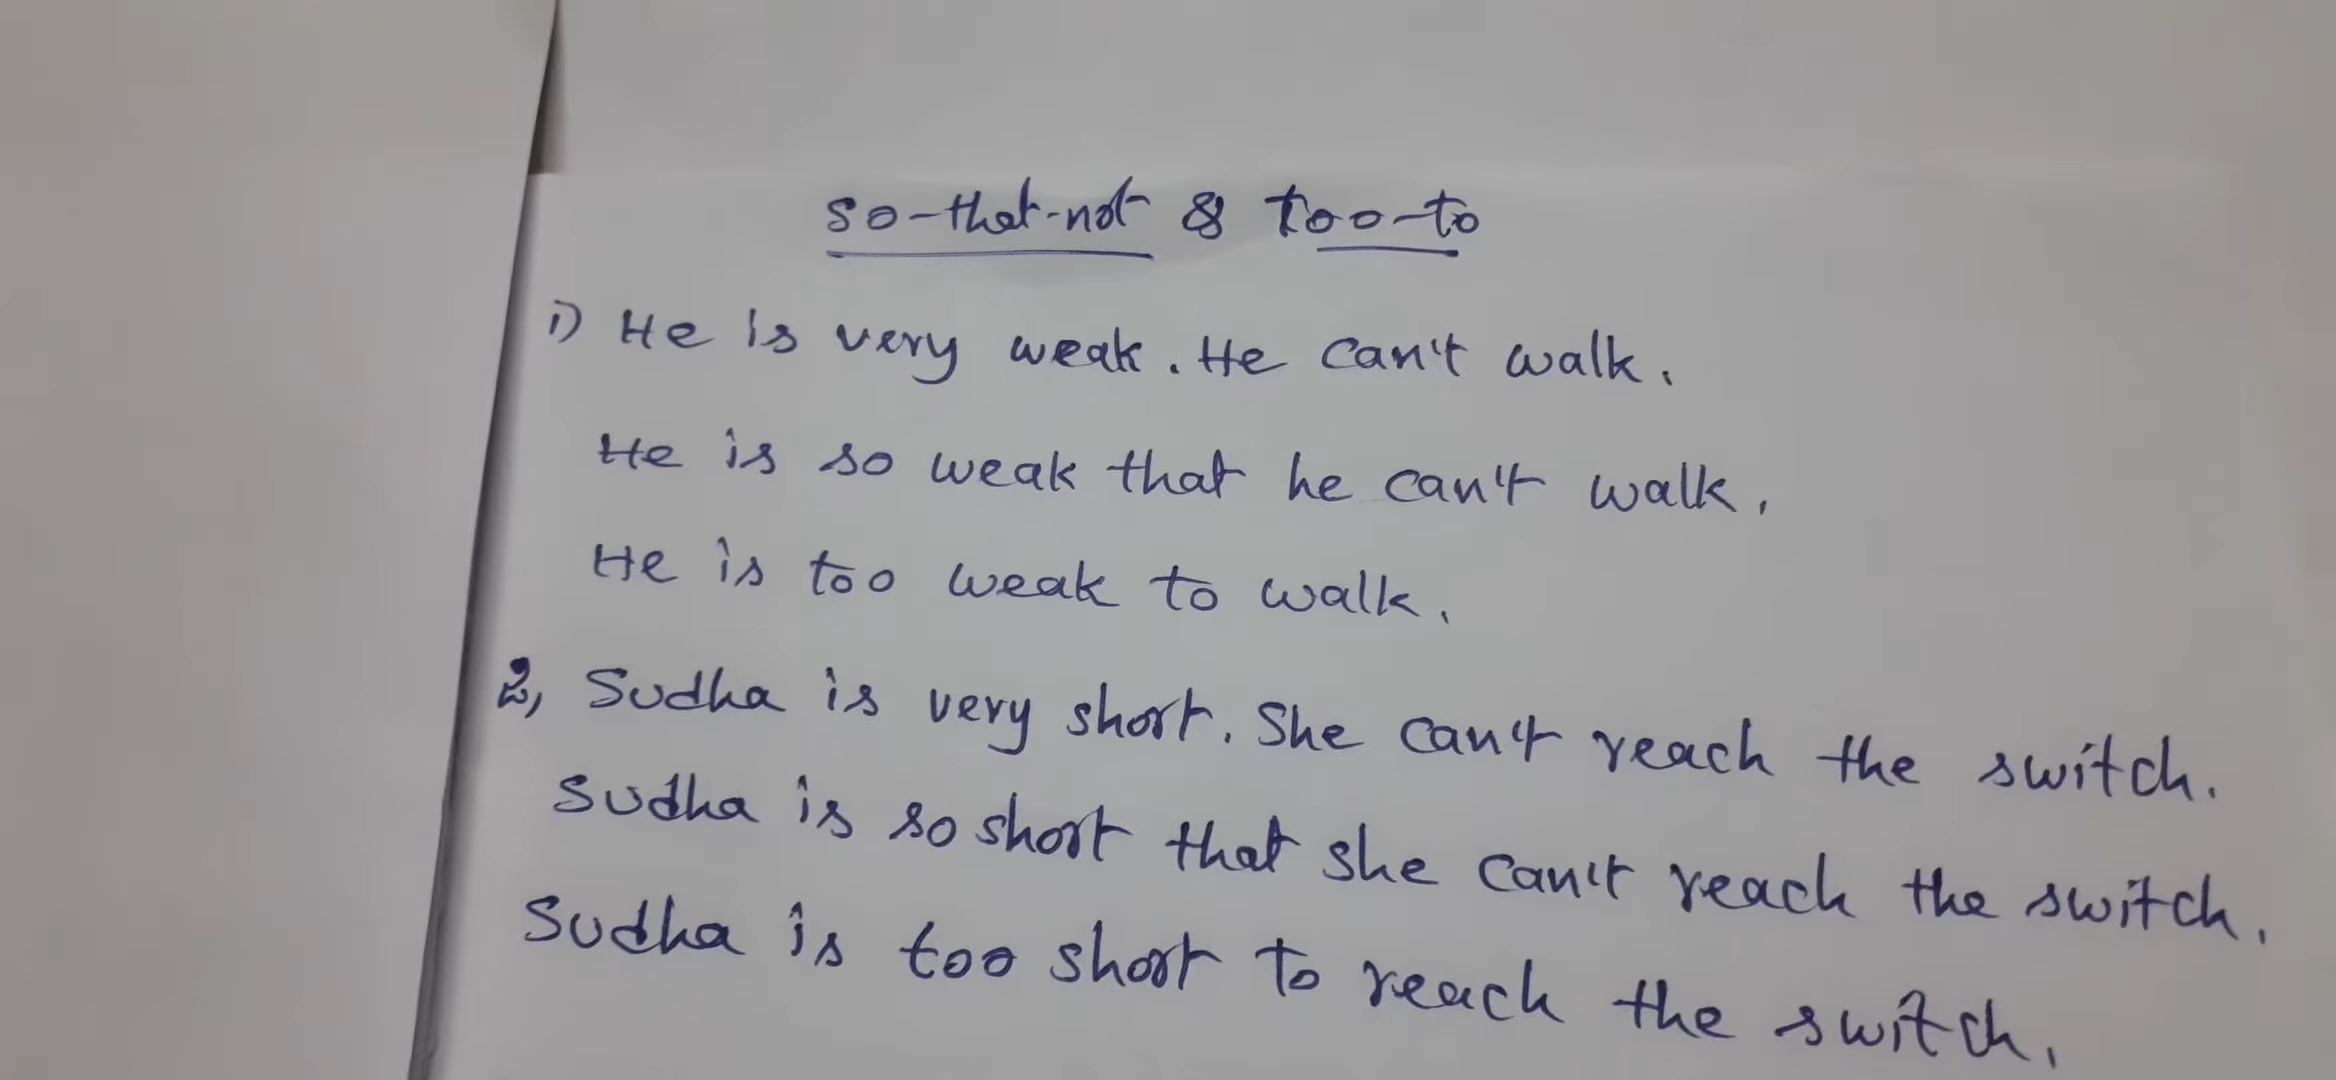 so-that-not & too-to
1) He is very weak. He can't walk.
He is so weak that he can't walk.
He is too weak to walk.
2, Sudha is very short. She can't reach the switch.
Sudha is so short that she can't reach the switch.
Sudha is too short to reach the switch.